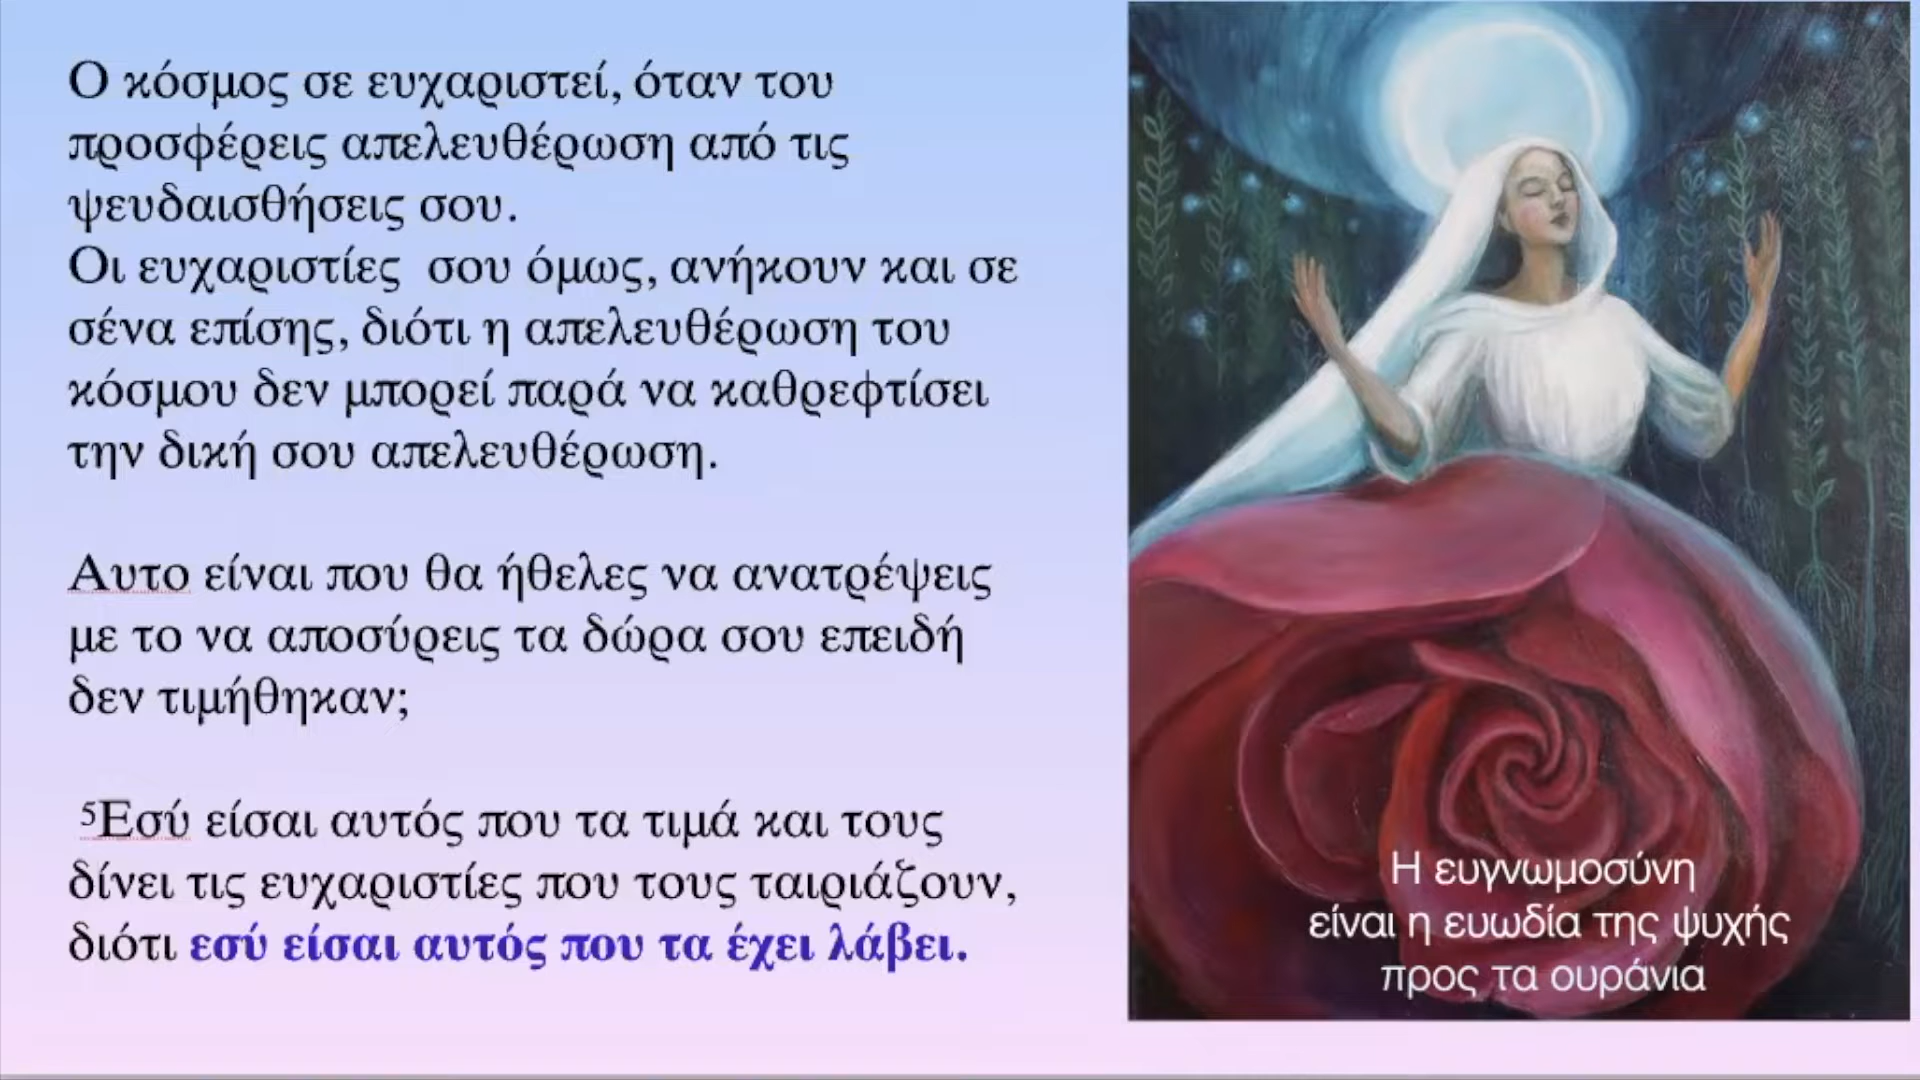 Ο κόσμος σε ευχαριστεί, όταν του
προσφέρεις απελευθέρωση από τις
ψευδαισθήσεις σου.
Οι ευχαριστίες  σου όμως, ανήκουν και σε
σένα επίσης, διότι η απελευθέρωση του
κόσμου δεν μπορεί παρά να καθρεφτίσει
την δική σου απελευθέρωση.
Αυτο είναι που θα ήθελες να ανατρέψεις
με το να αποσύρεις τα δώρα σου επειδή
δεν τιμήθηκαν;
⁵Εσύ είσαι αυτός που τα τιμά και τους
δίνει τις ευχαριστίες που τους ταιριάζουν,
διότι εσύ είσαι αυτός που τα έχει λάβει.
Η ευγνωμοσύνη
είναι η ευωδία της ψυχής
προς τα ουράνια